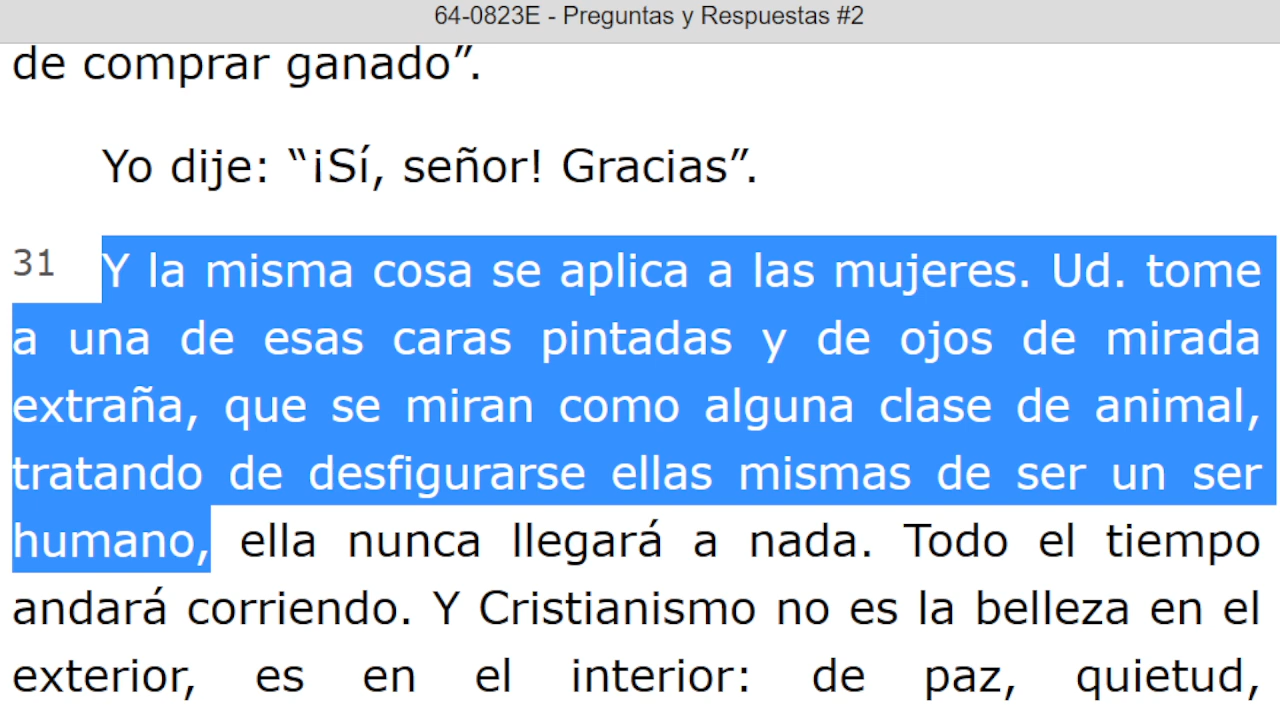 64-0823E - Preguntas y Respuestas #2
de comprar ganado”.
Yo dije: “¡Sí, señor! Gracias”.
31 Y la misma cosa se aplica a las mujeres. Ud. tome
a una de esas caras pintadas y de ojos de mirada
extraña, que se miran como alguna clase de animal,
tratando de desfigurarse ellas mismas de ser un ser
humano, ella nunca llegará a nada. Todo el tiempo
andará corriendo. Y Cristianismo no es la belleza en el
exterior, es en el interior: de paz, quietud,